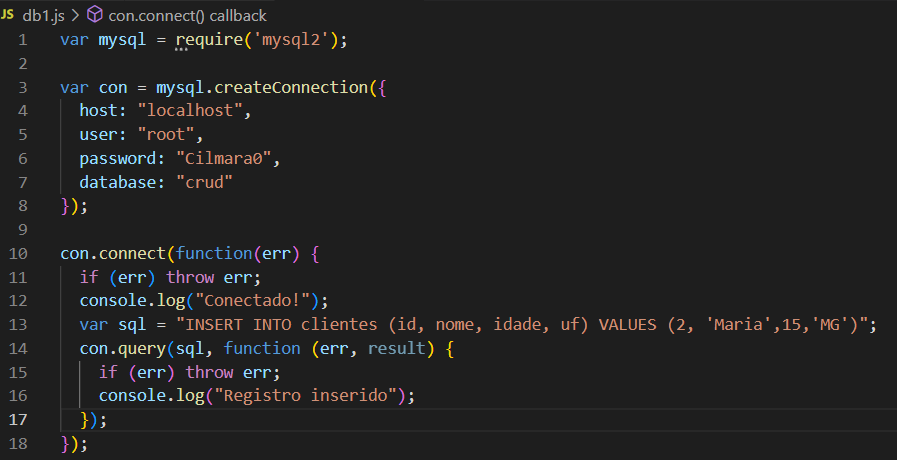 JS db1.js > con.connect() callback
1 var mysql = require('mysql2');
2
3 var con = mysql.createConnection({
4   host: "localhost",
5   user: "root",
6   password: "Cilmara0",
7   database: "crud"
8 });
9
10 con.connect(function(err) {
11   if (err) throw err;
12   console.log("Conectado!");
13   var sql = "INSERT INTO clientes (id, nome, idade, uf) VALUES (2, 'Maria',15,'MG')";
14   con.query(sql, function (err, result) {
15     if (err) throw err;
16     console.log("Registro inserido");
17   });
18 });